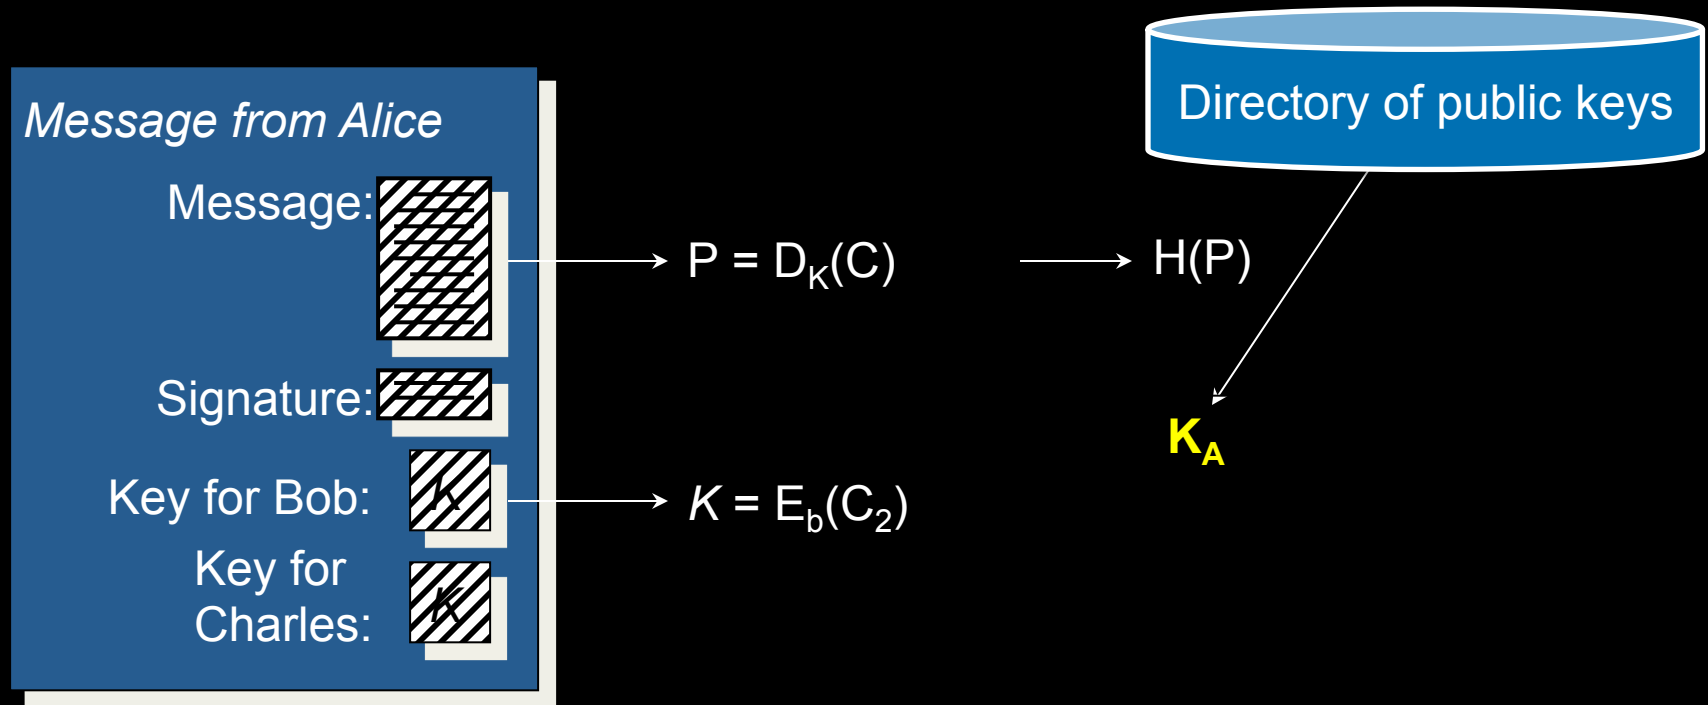 Directory of public keys
Message from Alice
Message:
P = D_K(C)
H(P)
Signature:
K_A
Key for Bob:
K
K = E_b(C_2)
Key for
Charles:
K